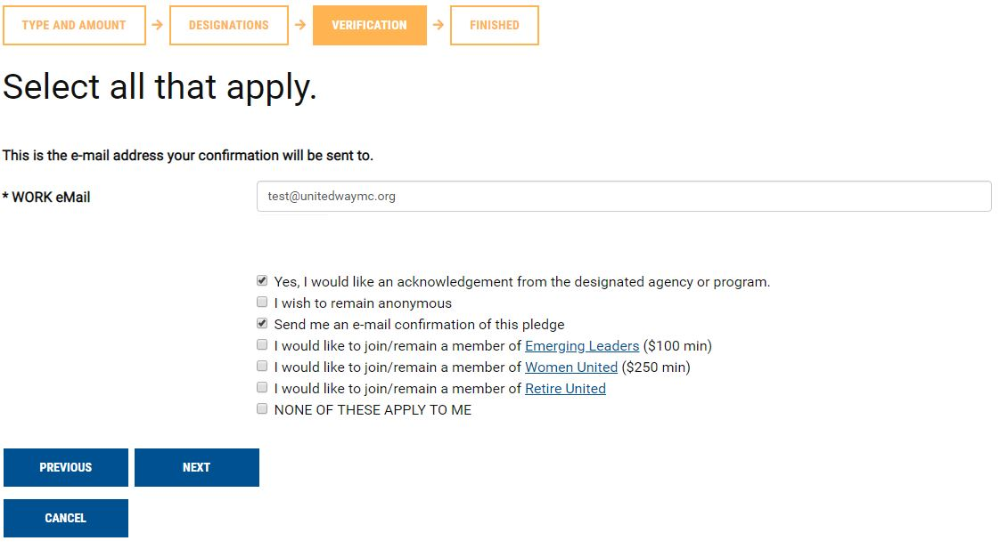 TYPE AND AMOUNT DESIGNATIONS VERIFICATION FINISHED
Select all that apply.
This is the e-mail address your confirmation will be sent to.
* WORK eMail test@unitedwaymc.org
Yes, I would like an acknowledgement from the designated agency or program.
I wish to remain anonymous
Send me an e-mail confirmation of this pledge
I would like to join/remain a member of Emerging Leaders ($100 min)
I would like to join/remain a member of Women United ($250 min)
I would like to join/remain a member of Retire United
NONE OF THESE APPLY TO ME
PREVIOUS NEXT
CANCEL